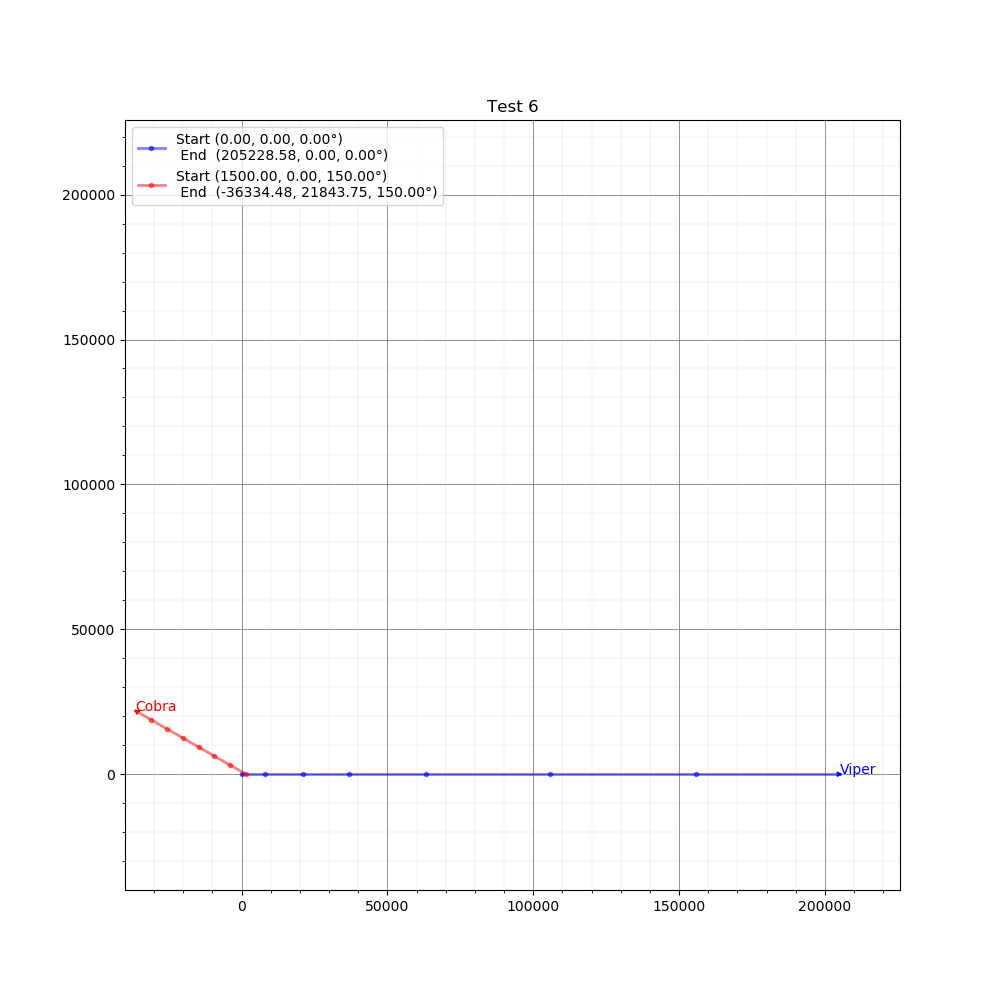 Test 6
Start (0.00, 0.00, 0.00°)
End  (205228.58, 0.00, 0.00°)
Start (1500.00, 0.00, 150.00°)
End  (-36334.48, 21843.75, 150.00°)
200000
150000
100000
50000
0
Cobra
Viper
0
50000
100000
150000
200000